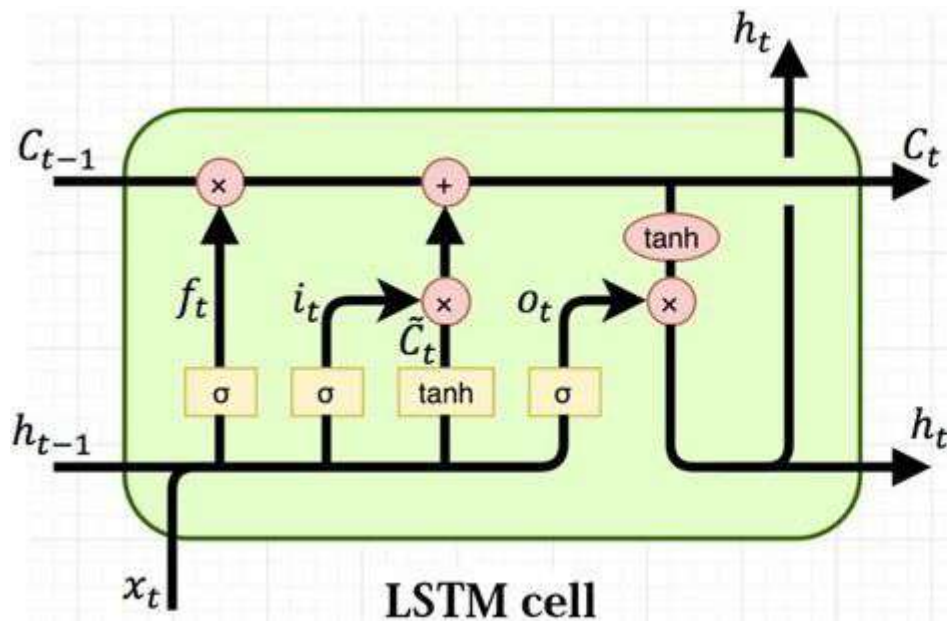 h_t
C_{t-1} × + C_t
tanh
f_t i_t × o_t ×
C̃_t
σ σ tanh σ
h_{t-1} h_t
x_t
LSTM cell